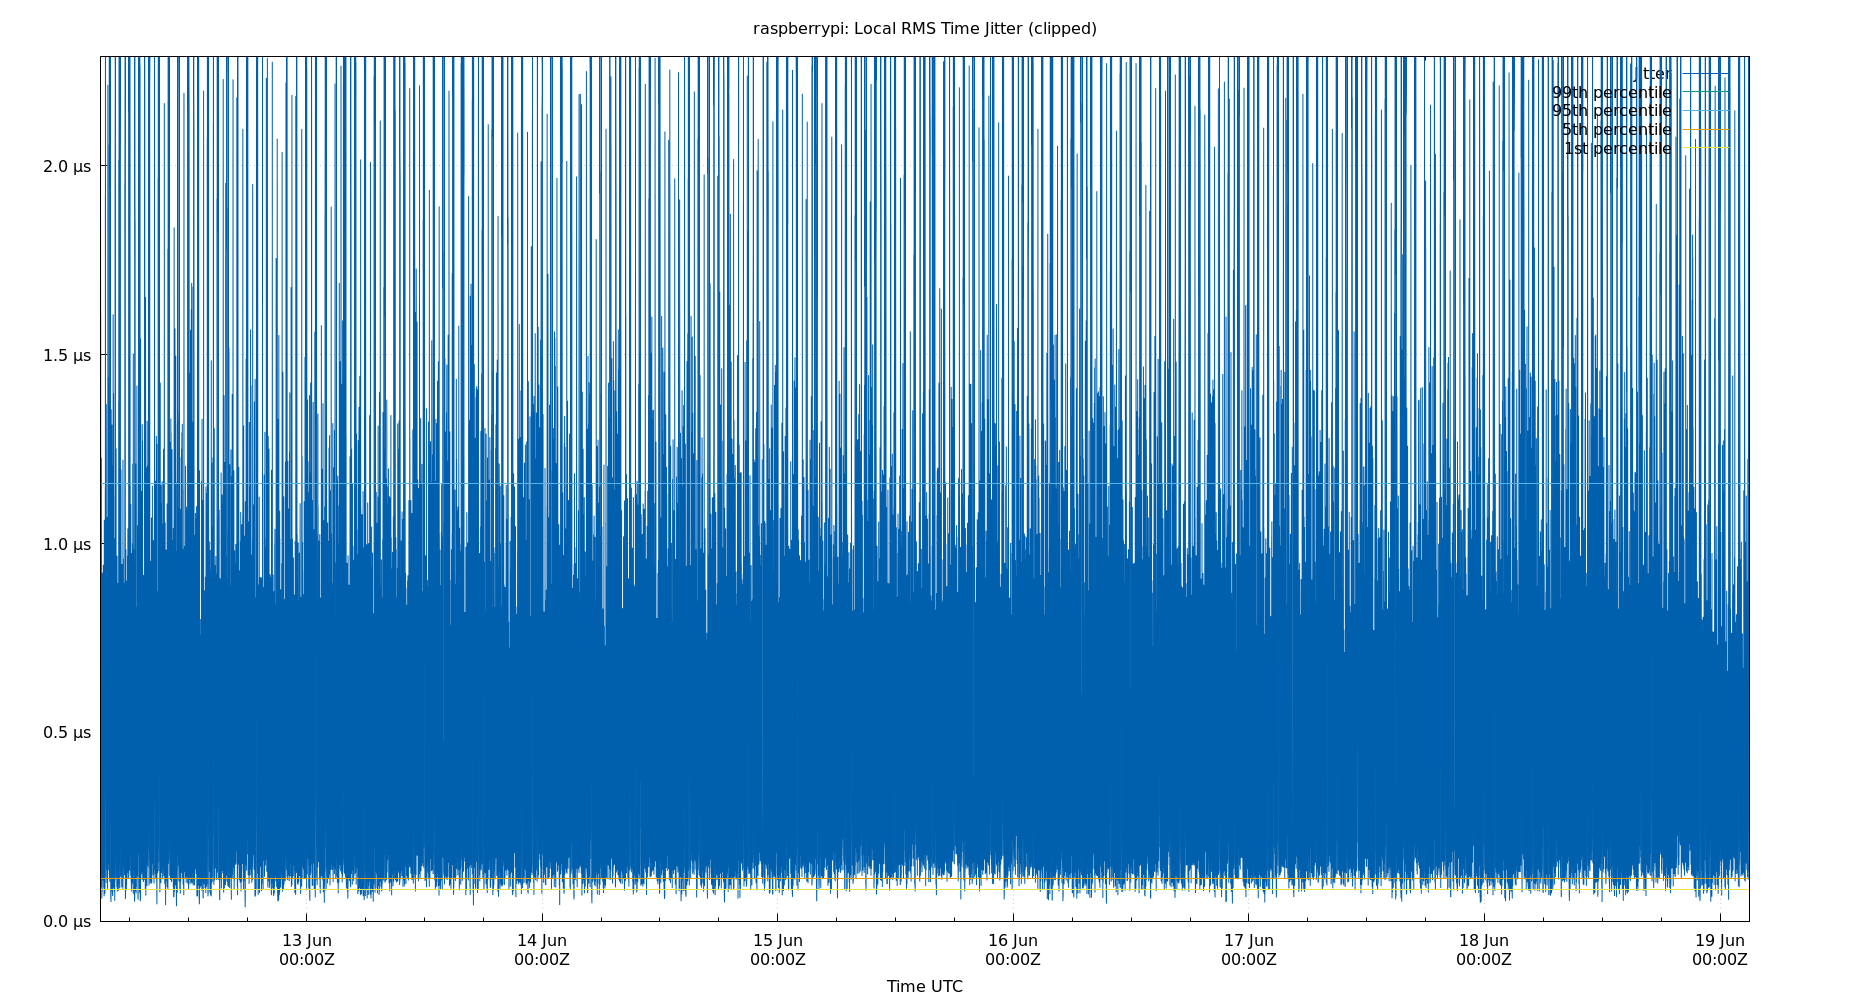 raspberrypi: Local RMS Time Jitter (clipped)
jitter
99th percentile
95th percentile
5th percentile
1st percentile
2.0 µs
1.5 µs
1.0 µs
0.5 µs
0.0 µs
13 Jun 14 Jun 15 Jun 16 Jun 17 Jun 18 Jun 19 Jun
00:00Z 00:00Z 00:00Z 00:00Z 00:00Z 00:00Z 00:00Z
Time UTC